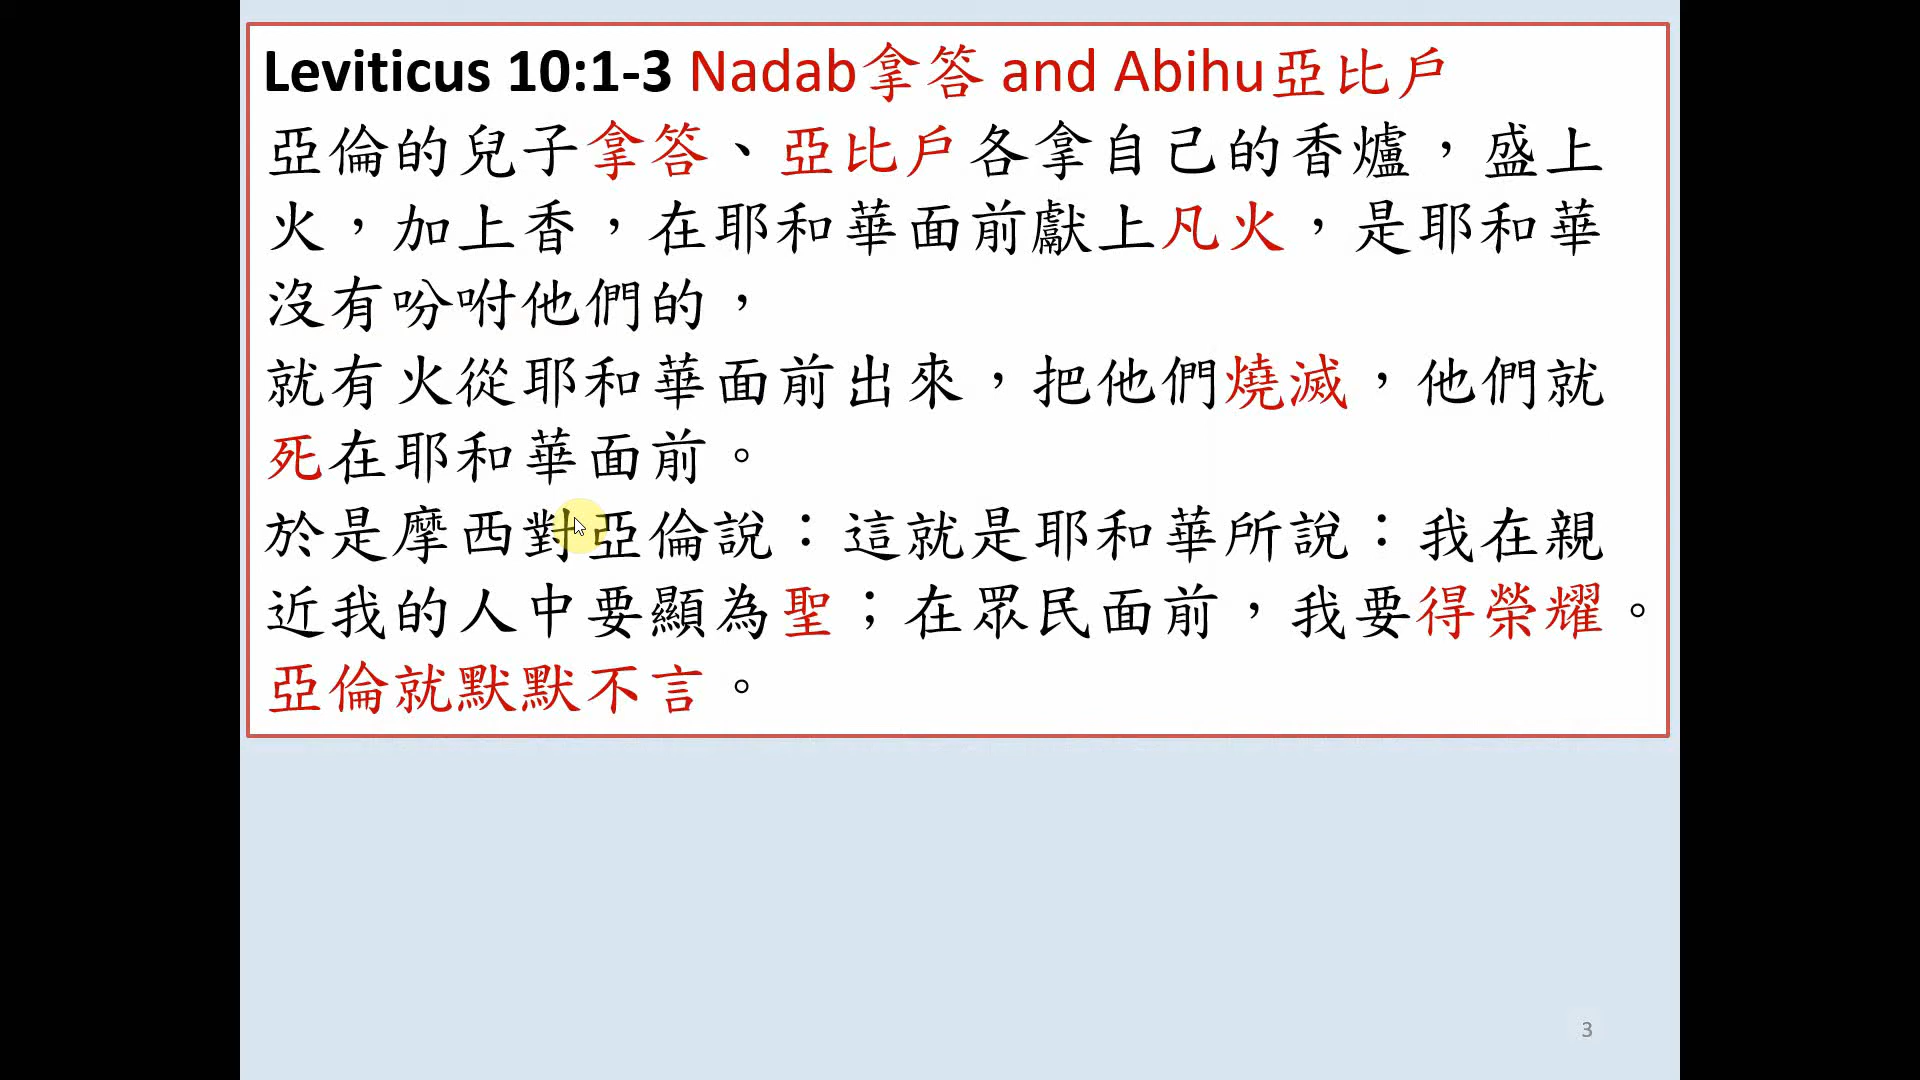 Leviticus 10:1-3 Nadab拿答 and Abihu亞比戶
亞倫的兒子拿答、亞比戶各拿自己的香爐，盛上
火，加上香，在耶和華面前獻上凡火，是耶和華
沒有吩咐他們的，
就有火從耶和華面前出來，把他們燒滅，他們就
死在耶和華面前。
於是摩西對亞倫說：這就是耶和華所說：我在親
近我的人中要顯為聖；在眾民面前，我要得榮耀。
亞倫就默默不言。
3